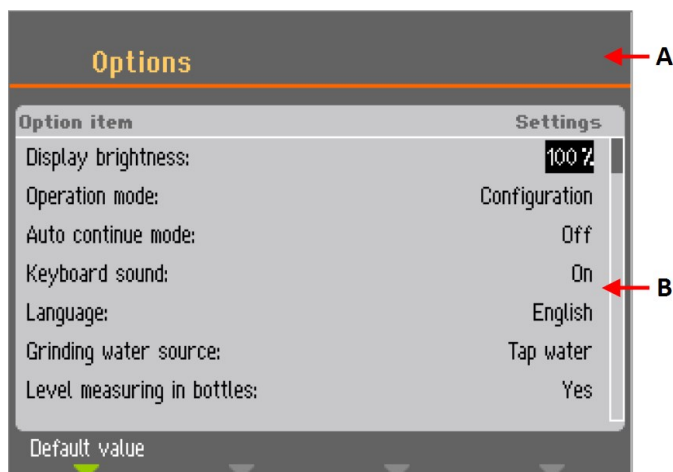 Options
A
Option item Settings
Display brightness: 100 %
Operation mode: Configuration
Auto continue mode: Off
Keyboard sound: On
B
Language: English
Grinding water source: Tap water
Level measuring in bottles: Yes
Default value